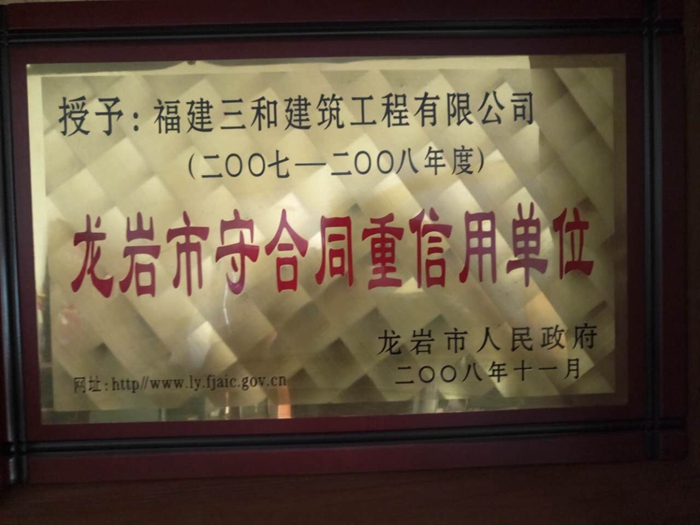 授予：福建三和建筑工程有限公司
（二〇〇七—二〇〇八年度）
龙岩市守合同重信用单位
龙岩市人民政府
二〇〇八年十一月
网址：http//www.ly.fjaic.gov.cn